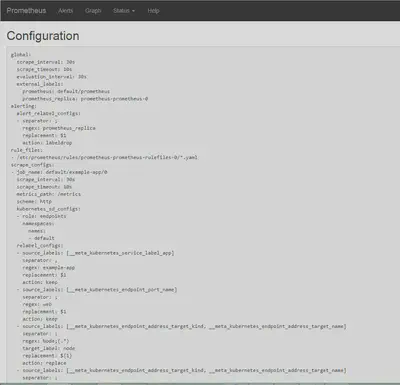 Prometheus Alerts Graph Status Help
Configuration
global:
scrape_interval: 30s
scrape_timeout: 10s
evaluation_interval: 30s
external_labels:
prometheus: default/prometheus
prometheus_replica: prometheus-prometheus-0
alerting:
alert_relabel_configs:
- separator: ;
regex: prometheus_replica
replacement: $1
action: labeldrop
rule_files:
- /etc/prometheus/rules/prometheus-prometheus-rulefiles-0/*.yaml
scrape_configs:
- job_name: default/example-app/0
scrape_interval: 30s
scrape_timeout: 10s
metrics_path: /metrics
scheme: http
kubernetes_sd_configs:
- role: endpoints
namespaces:
names:
- default
relabel_configs:
- source_labels: [__meta_kubernetes_service_label_app]
separator: ;
regex: example-app
replacement: $1
action: keep
- source_labels: [__meta_kubernetes_endpoint_port_name]
separator: ;
regex: web
replacement: $1
action: keep
- source_labels: [__meta_kubernetes_endpoint_address_target_kind, __meta_kubernetes_endpoint_address_target_name]
separator: ;
regex: Node;(.*)
target_label: node
replacement: ${1}
action: replace
- source_labels: [__meta_kubernetes_endpoint_address_target_kind, __meta_kubernetes_endpoint_address_target_name]
separator: ;